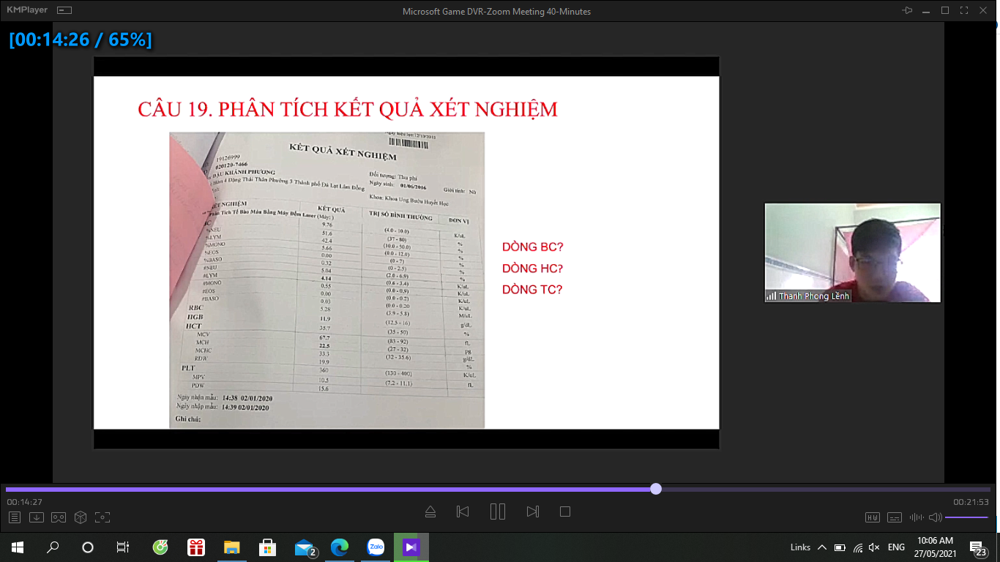 KMPlayer
Microsoft Game DVR-Zoom Meeting 40-Minutes
[00:14:26 / 65%]
CÂU 19. PHÂN TÍCH KẾT QUẢ XÉT NGHIỆM
KẾT QUẢ XÉT NGHIỆM
19126999
020120-7466
ĐẬU KHÁNH PHƯƠNG
Đối tượng: Thu phí
Hẻm 4 Đặng Thái Thân Phường 3 Thành phố Đà Lạt Lâm Đồng
Ngày sinh: 01/06/2016 Giới tính: Nữ
Khoa: Khoa Ung Bướu Huyết Học
NGHIỆM KẾT QUẢ TRỊ SỐ BÌNH THƯỜNG ĐƠN VỊ
Phân Tích Tế Bào Máu Bằng Máy Đếm Laser (Máy: )
9.76 (4.0 - 10.0) K/uL
%NEU 51.6 (37 - 80) %
%LYM 42.4 (10.0 - 50.0) %
%MONO 5.66 (0.0 - 12.0) %
%EOS 0.00 (0 - 7) %
%BASO 0.32 (0 - 2.5) %
#NEU 5.04 (2.0 - 6.9) K/uL
#LYM 4.14 (0.6 - 3.4) K/uL
#MONO 0.55 (0.0 - 0.9) K/uL
#EOS 0.00 (0.0 - 0.2) K/uL
#BASO 0.03 (0.0 - 0.20 K/uL
RBC 5.28 (3.9 - 5.8) M/uL
HGB 11.9 (12.5 - 16) g/dL
HCT 35.7 (35 - 50) %
MCV 67.7 (83 - 92) fL
MCH 22.5 (27 - 32) pg
MCHC 33.3 (32 - 35.6) g/dL
RDW 19.9 %
PLT 360 (130 - 400) K/uL
MPV 10.5 (7.2 - 11.1) fL
PDW 15.6
Ngày nhận mẫu: 14:38 02/01/2020
Ngày nhập mẫu: 14:39 02/01/2020
Ghi chú:
DÒNG BC?
DÒNG HC?
DÒNG TC?
Thanh Phong Lềnh
00:14:27
00:21:53
HW
Zalo
2
Links
ENG
10:06 AM
27/05/2021
23